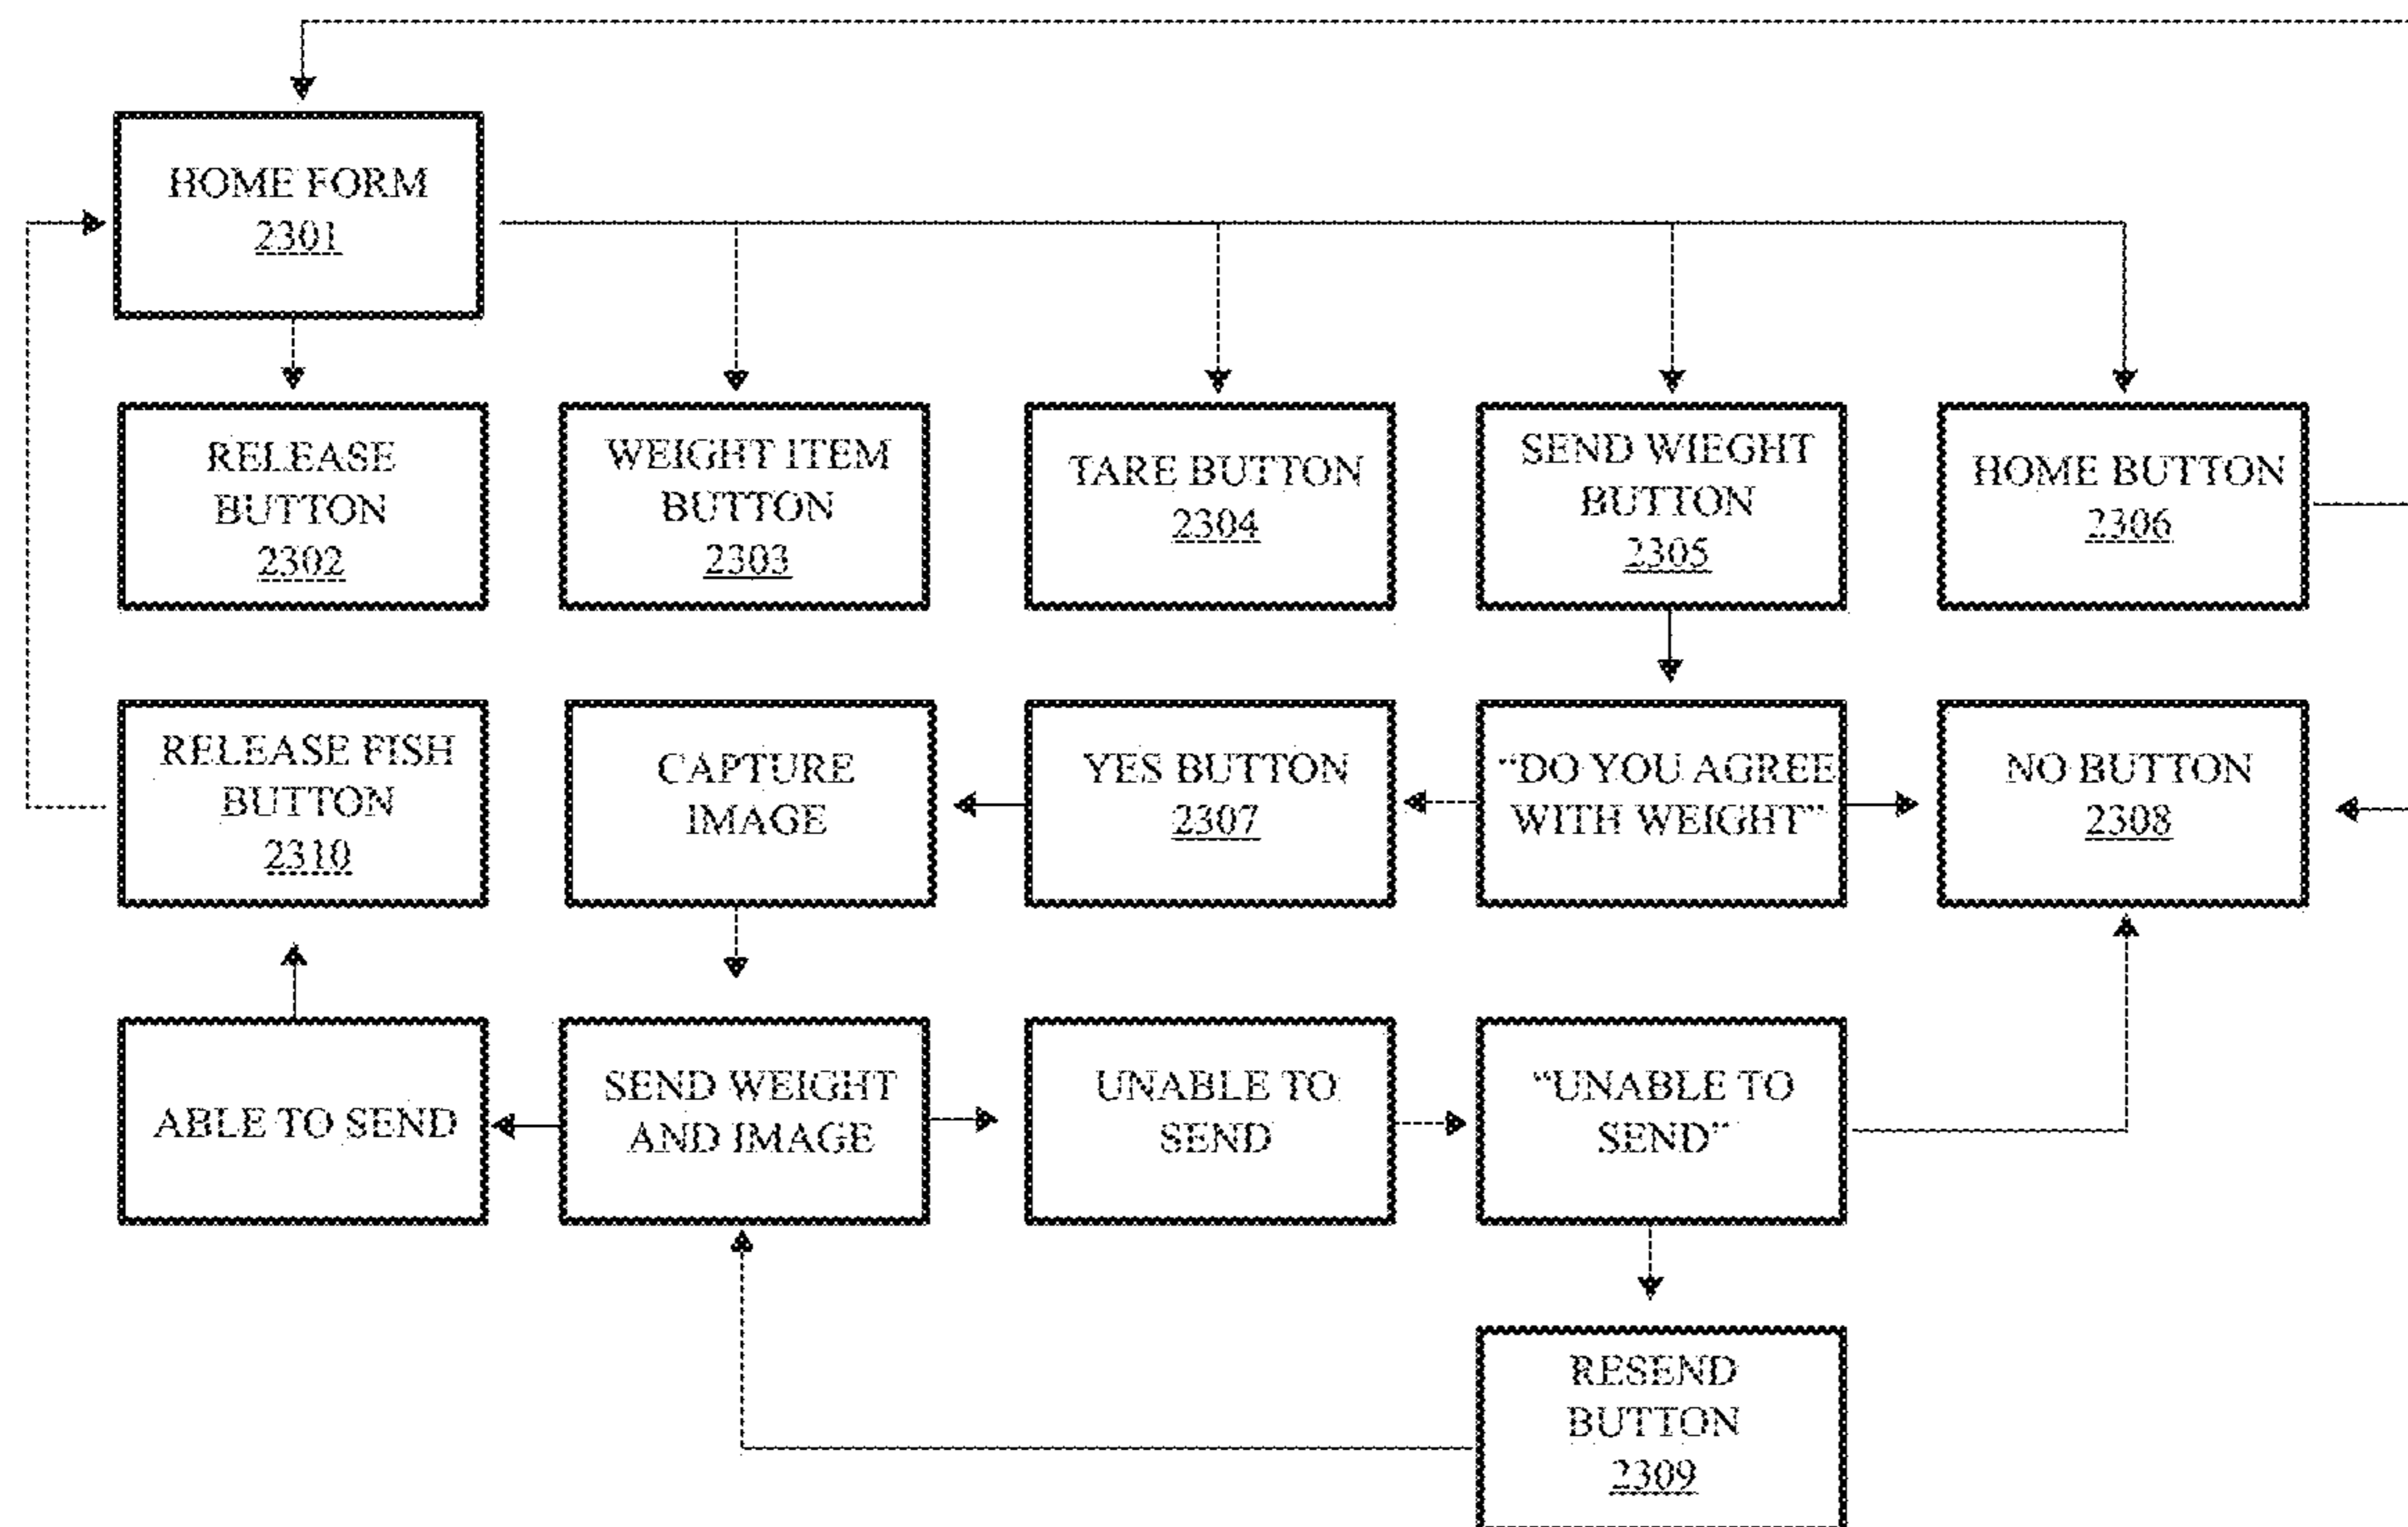 HOME FORM
2301
RELEASE
BUTTON
2302
WEIGHT ITEM
BUTTON
2303
TARE BUTTON
2304
SEND WIEGHT
BUTTON
2305
HOME BUTTON
2306
RELEASE FISH
BUTTON
2310
CAPTURE
IMAGE
YES BUTTON
2307
“DO YOU AGREE
WITH WEIGHT”
NO BUTTON
2308
ABLE TO SEND
SEND WEIGHT
AND IMAGE
UNABLE TO
SEND
“UNABLE TO
SEND”
RESEND
BUTTON
2309